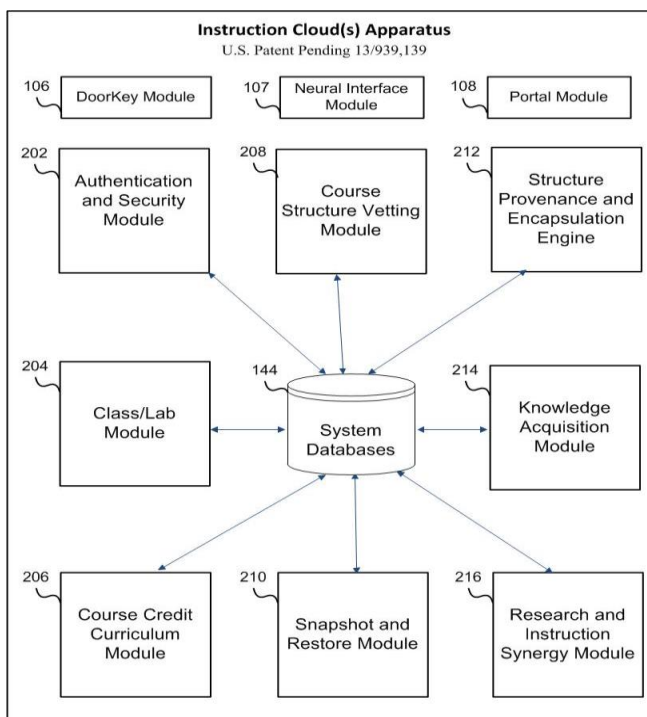 Instruction Cloud(s) Apparatus
U.S. Patent Pending 13/939,139
106
DoorKey Module
107
Neural Interface
Module
108
Portal Module
202
Authentication
and Security
Module
208
Course
Structure Vetting
Module
212
Structure
Provenance and
Encapsulation
Engine
204
Class/Lab
Module
144
System
Databases
214
Knowledge
Acquisition
Module
206
Course Credit
Curriculum
Module
210
Snapshot and
Restore Module
216
Research and
Instruction
Synergy Module